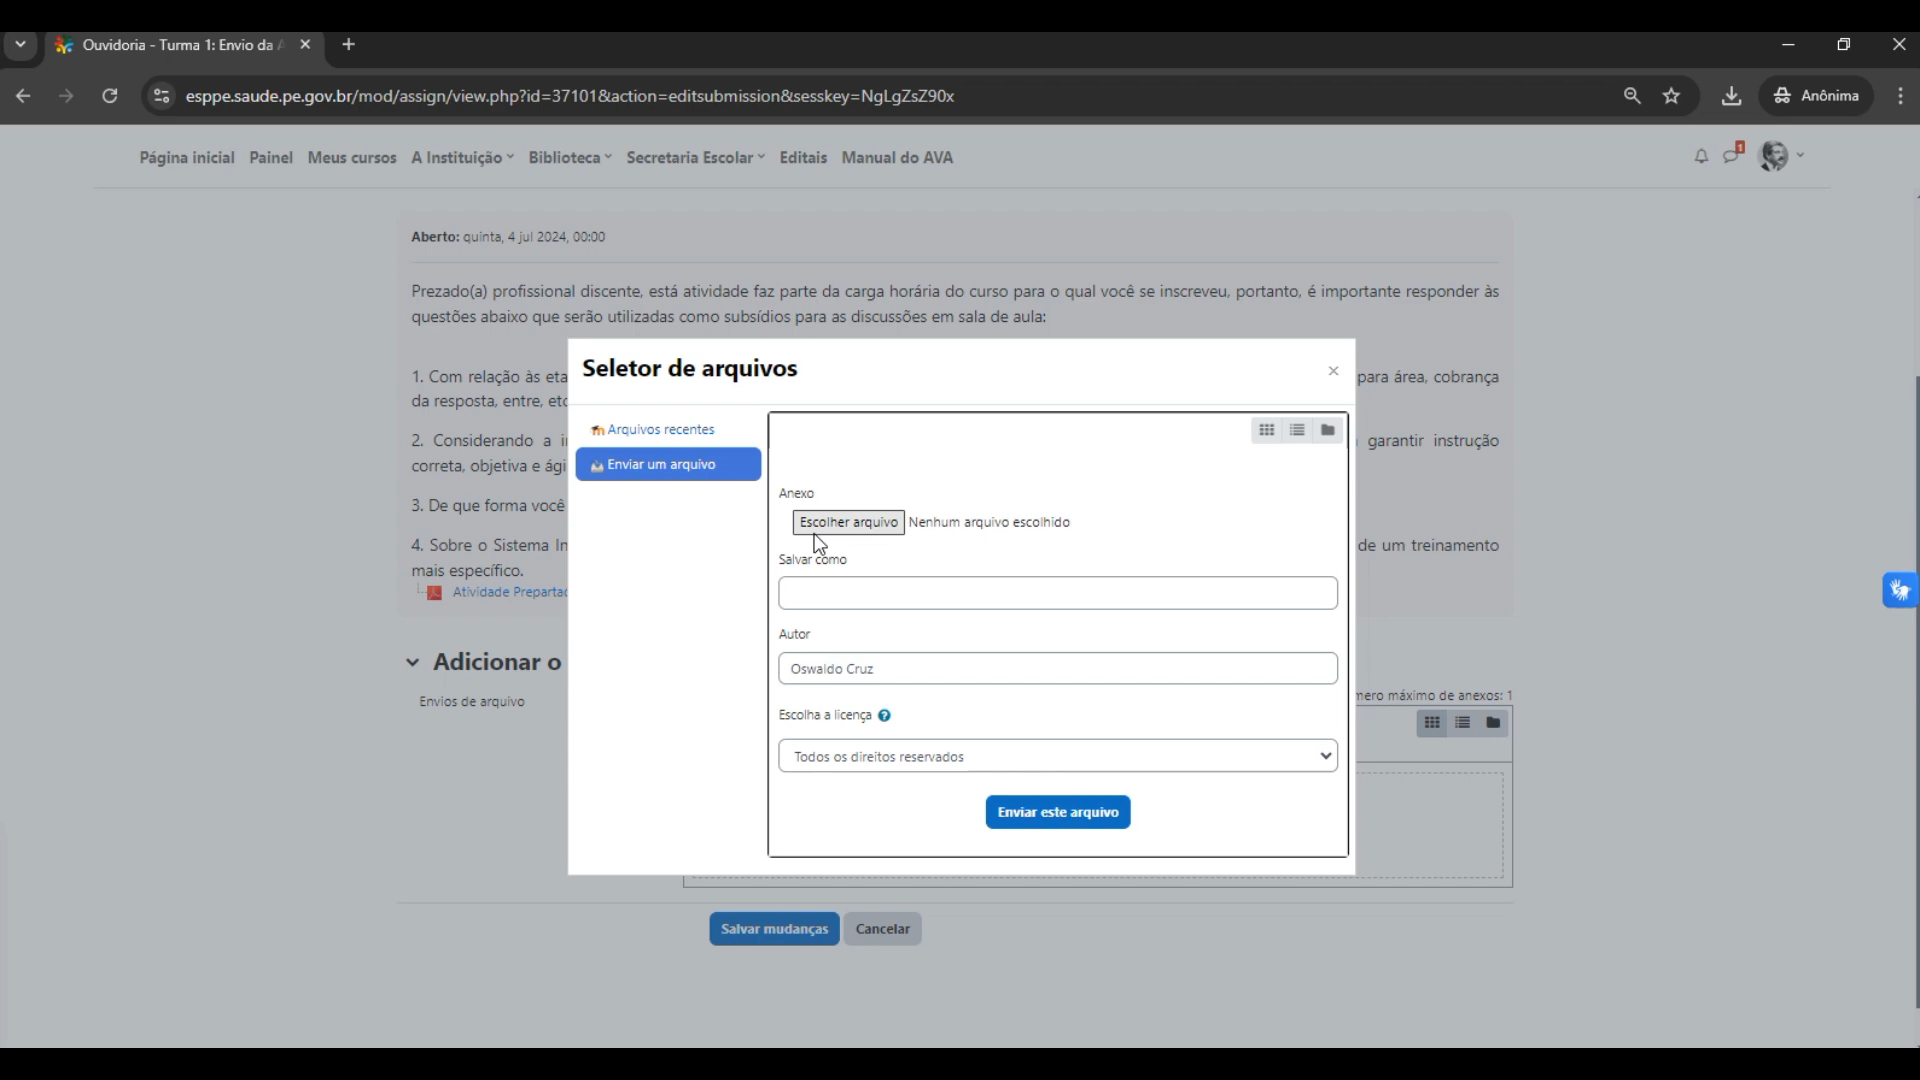 Ouvidoria - Turma 1: Envio da A
esppe.saude.pe.gov.br/mod/assign/view.php?id=37101&action=editsubmission&sesskey=NgLgZsZ90x
Anônima
Página inicial Painel Meus cursos A Instituição Biblioteca Secretaria Escolar Editais Manual do AVA
1
Aberto: quinta, 4 jul 2024, 00:00
Prezado(a) profissional discente, está atividade faz parte da carga horária do curso para o qual você se inscreveu, portanto, é importante responder às
questões abaixo que serão utilizadas como subsídios para as discussões em sala de aula:
Seletor de arquivos
1. Com relação às eta para área, cobrança
da resposta, entre, etc
Arquivos recentes
2. Considerando a i garantir instrução
correta, objetiva e ági
Enviar um arquivo
Anexo
3. De que forma você
Escolher arquivo Nenhum arquivo escolhido
4. Sobre o Sistema In de um treinamento
Salvar como
mais específico.
Atividade Prepartac
Autor
Adicionar o
Oswaldo Cruz
Envios de arquivo
mero máximo de anexos: 1
Escolha a licença
Todos os direitos reservados
Enviar este arquivo
Salvar mudanças Cancelar